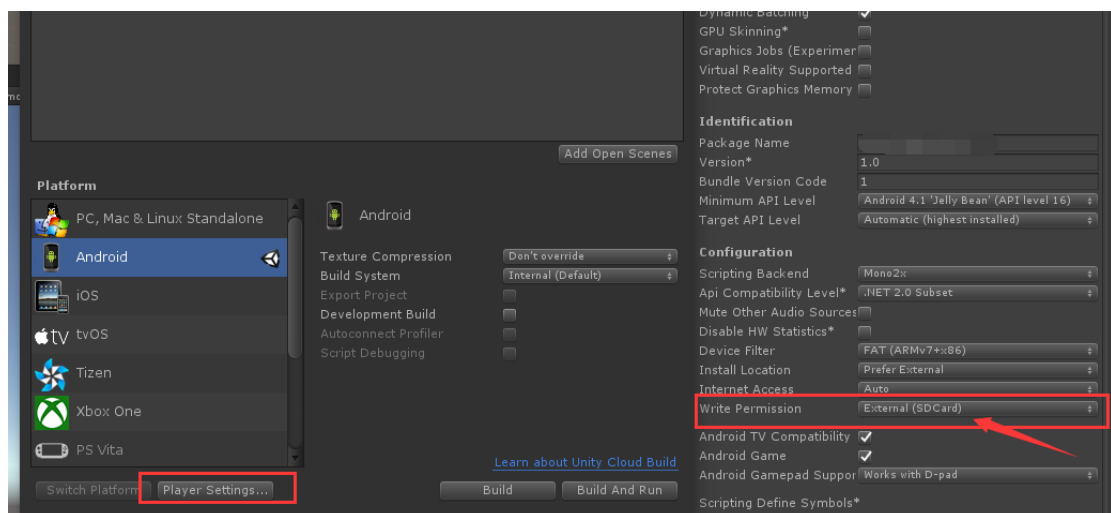 mo
Add Open Scenes
Platform
PC, Mac & Linux Standalone
Android
iOS
tv tvOS
Tizen
Xbox One
PS Vita
Switch Platform
Player Settings...
Android
Texture Compression Don't override
Build System Internal (Default)
Export Project
Development Build
Autoconnect Profiler
Script Debugging
Learn about Unity Cloud Build
Build Build And Run
Dynamic Batching
GPU Skinning*
Graphics Jobs (Experimer
Virtual Reality Supported
Protect Graphics Memory
Identification
Package Name
Version* 1.0
Bundle Version Code 1
Minimum API Level Android 4.1 'Jelly Bean' (API level 16)
Target API Level Automatic (highest installed)
Configuration
Scripting Backend Mono2x
Api Compatibility Level* .NET 2.0 Subset
Mute Other Audio Sources
Disable HW Statistics*
Device Filter FAT (ARMv7+x86)
Install Location Prefer External
Internet Access Auto
Write Permission External (SDCard)
Android TV Compatibility
Android Game
Android Gamepad Suppor Works with D-pad
Scripting Define Symbols*